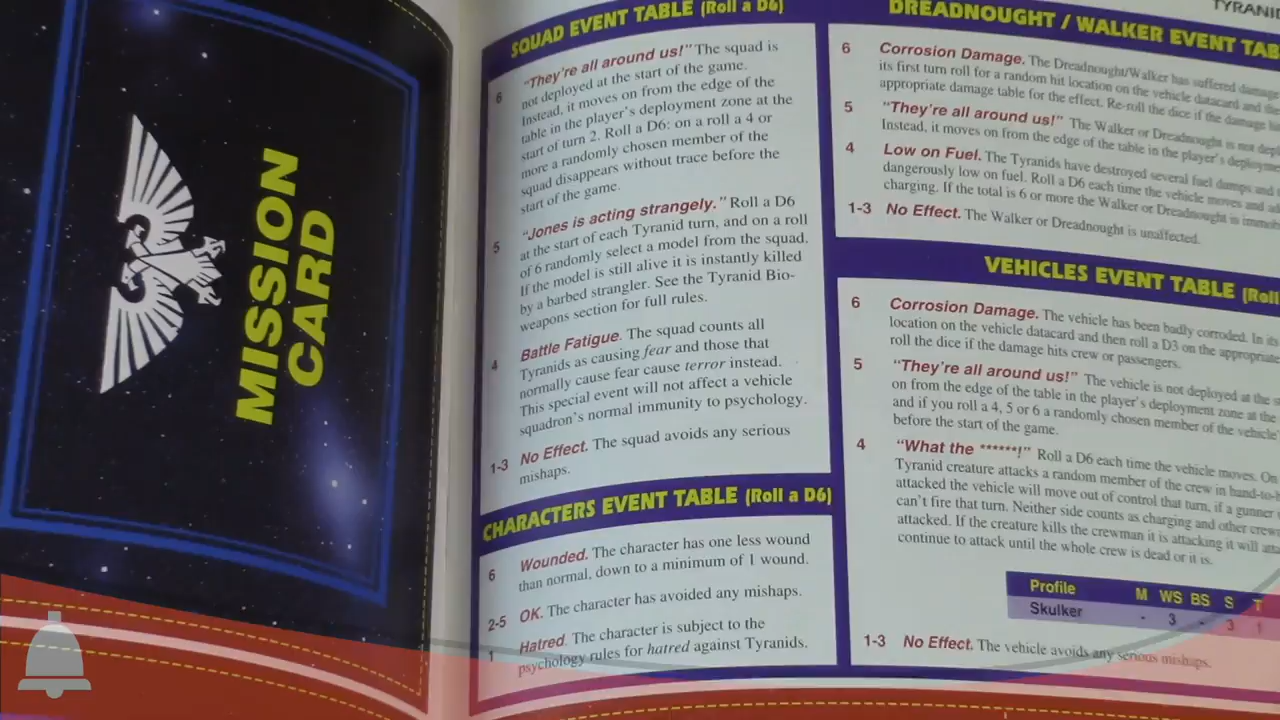 MISSION
CARD
SQUAD EVENT TABLE (Roll a D6)
6 "They're all around us!" The squad is
not deployed at the start of the game.
Instead, it moves on from the edge of the
table in the player's deployment zone at the
start of turn 2. Roll a D6: on a roll a 4 or
more a randomly chosen member of the
squad disappears without trace before the
start of the game.
5 "Jones is acting strangely." Roll a D6
at the start of each Tyranid turn, and on a roll
of 6 randomly select a model from the squad.
If the model is still alive it is instantly killed
by a barbed strangler. See the Tyranid Bio-
weapons section for full rules.
4 Battle Fatigue. The squad counts all
Tyranids as causing fear and those that
normally cause fear cause terror instead.
This special event will not affect a vehicle
squadron's normal immunity to psychology.
1-3 No Effect. The squad avoids any serious
mishaps.
CHARACTERS EVENT TABLE (Roll a D6)
6 Wounded. The character has one less wound
than normal, down to a minimum of 1 wound.
2-5 OK. The character has avoided any mishaps.
1 Hatred. The character is subject to the
psychology rules for hatred against Tyranids.
TYRANI
DREADNOUGHT / WALKER EVENT TAB
6 Corrosion Damage. The Dreadnought/Walker has suffered damage
its first turn roll for a random hit location on the vehicle datacard and the
appropriate damage table for the effect. Re-roll the dice if the damage hi
5 "They're all around us!" The Walker or Dreadnought is not depl
Instead, it moves on from the edge of the table in the player's deploym
4 Low on Fuel. The Tyranids have destroyed several fuel dumps and
dangerously low on fuel. Roll a D6 each time the vehicle moves and ad
charging. If the total is 6 or more the Walker or Dreadnought is immob
1-3 No Effect. The Walker or Dreadnought is unaffected.
VEHICLES EVENT TABLE (Roll
6 Corrosion Damage. The vehicle has been badly corroded. In its
location on the vehicle datacard and then roll a D3 on the appropriate
roll the dice if the damage hits crew or passengers.
5 "They're all around us!" The vehicle is not deployed at the s
on from the edge of the table in the player's deployment zone at the
and if you roll a 4, 5 or 6 a randomly chosen member of the vehicle
before the start of the game.
4 "What the ******!" Roll a D6 each time the vehicle moves. On
Tyranid creature attacks a random member of the crew in hand-to-h
attacked the vehicle will move out of control that turn, if a gunner i
can't fire that turn. Neither side counts as charging and other crew
attacked. If the creature kills the crewman it is attacking it will atta
continue to attack until the whole crew is dead or it is.
Profile M WS BS S T
Skulker - 3 - 3 1
1-3 No Effect. The vehicle avoids any serious mishaps.